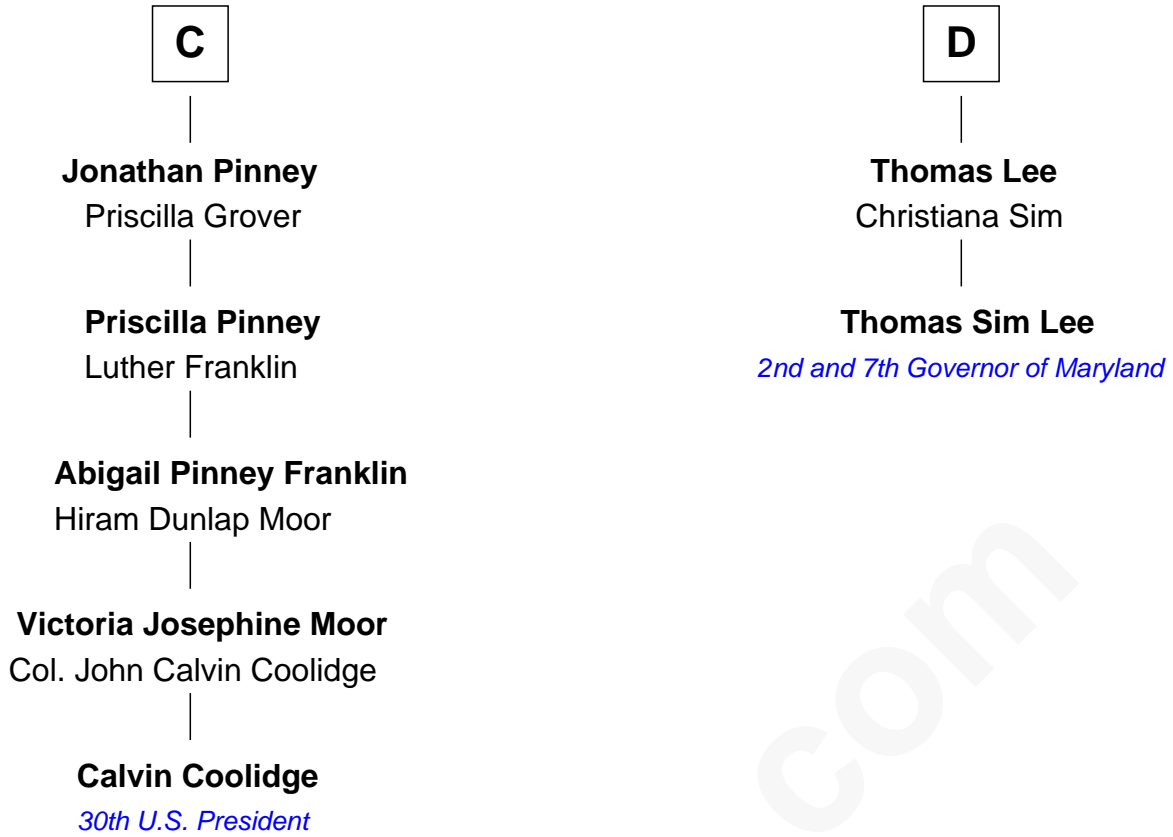 C
Jonathan Pinney
Priscilla Grover
Priscilla Pinney
Luther Franklin
Abigail Pinney Franklin
Hiram Dunlap Moor
Victoria Josephine Moor
Col. John Calvin Coolidge
Calvin Coolidge
30th U.S. President
D
Thomas Lee
Christiana Sim
Thomas Sim Lee
2nd and 7th Governor of Maryland
com